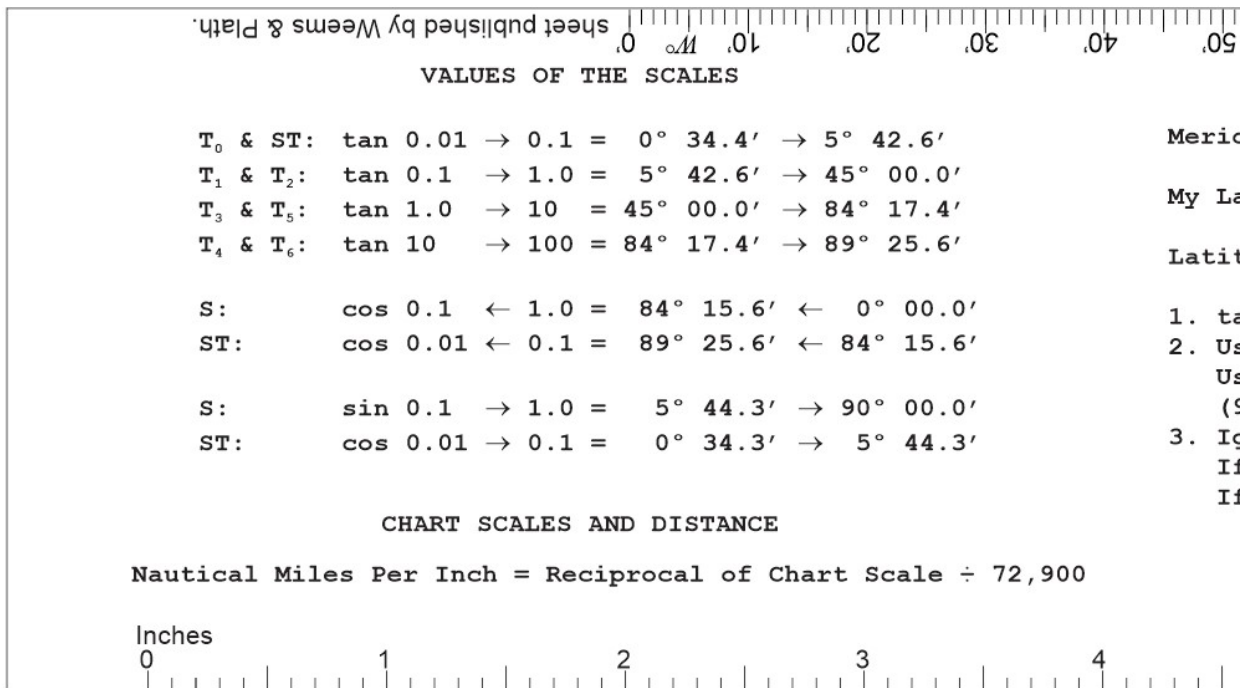 sheet published by Weems & Plath.
0' W° 10' 20' 30' 40' 50'
VALUES OF THE SCALES
T₀ & ST: tan 0.01 → 0.1 = 0° 34.4′ → 5° 42.6′
T₁ & T₂: tan 0.1 → 1.0 = 5° 42.6′ → 45° 00.0′
T₃ & T₅: tan 1.0 → 10 = 45° 00.0′ → 84° 17.4′
T₄ & T₆: tan 10 → 100 = 84° 17.4′ → 89° 25.6′
S: cos 0.1 ← 1.0 = 84° 15.6′ ← 0° 00.0′
ST: cos 0.01 ← 0.1 = 89° 25.6′ ← 84° 15.6′
S: sin 0.1 → 1.0 = 5° 44.3′ → 90° 00.0′
ST: cos 0.01 → 0.1 = 0° 34.3′ → 5° 44.3′
CHART SCALES AND DISTANCE
Nautical Miles Per Inch = Reciprocal of Chart Scale ÷ 72,900
Inches
0 1 2 3 4
My
1.
2.
3.
If
If